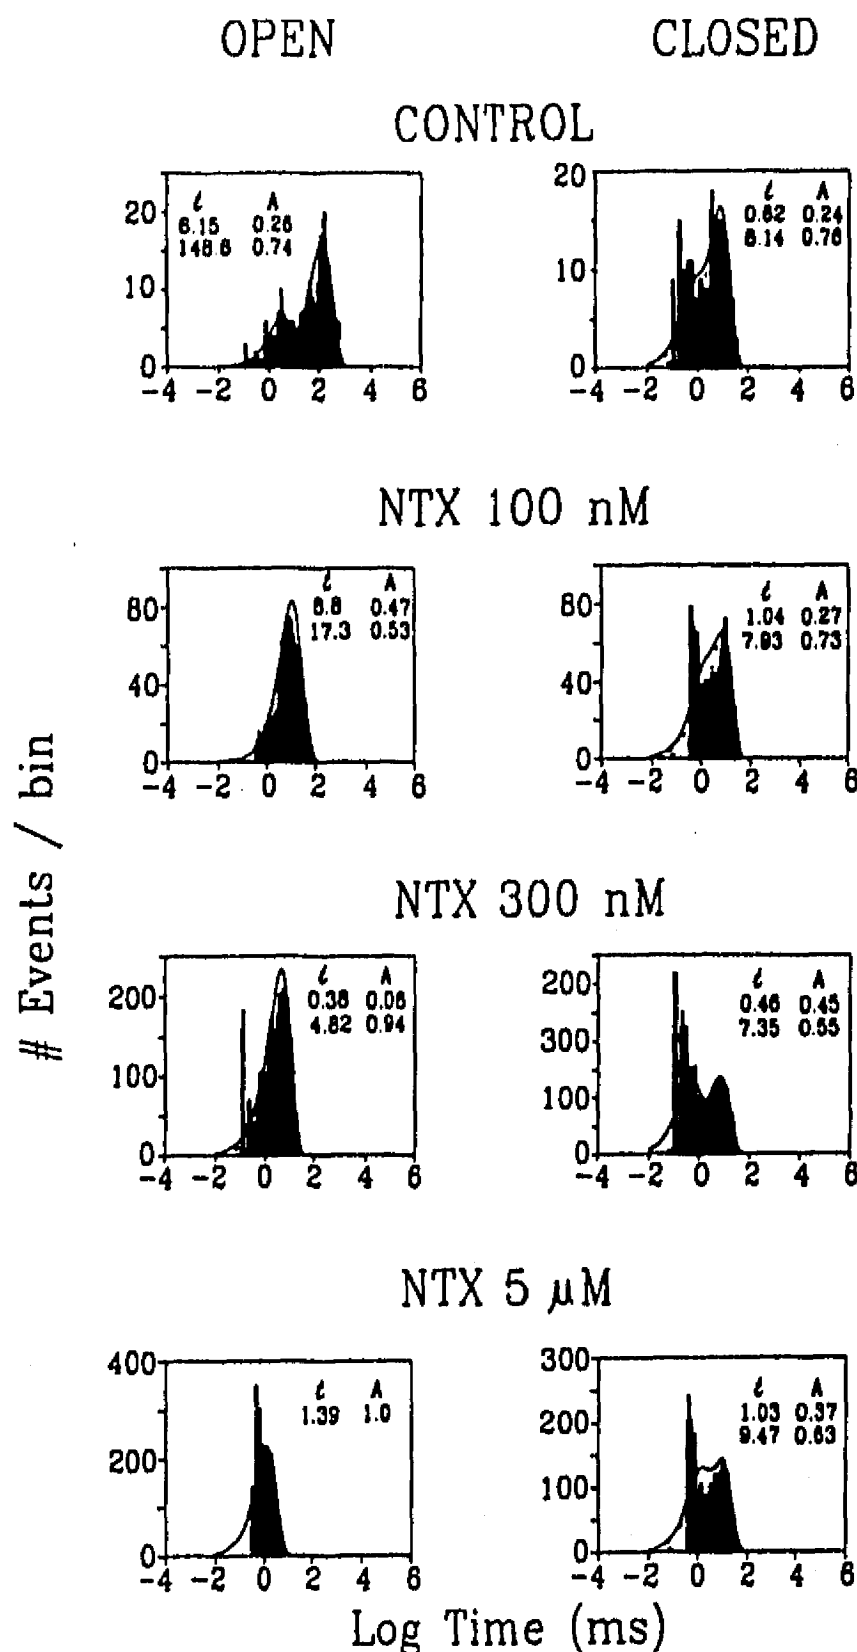 OPEN CLOSED
CONTROL
ℓ A
6.15 0.26
148.6 0.74
20
10
0
-4 -2 0 2 4 6
ℓ A
0.62 0.24
8.14 0.76
20
10
0
-4 -2 0 2 4 6
NTX 100 nM
ℓ A
17.3 0.53
80
40
0
-4 -2 0 2 4 6
ℓ A
1.04 0.27
7.93 0.73
80
40
0
-4 -2 0 2 4 6
# Events / bin
NTX 300 nM
ℓ A
0.38 0.06
4.82 0.94
200
100
0
-4 -2 0 2 4 6
ℓ A
0.46 0.45
7.35 0.55
200
300
100
0
-4 -2 0 2 4 6
NTX 5 μM
ℓ A
1.39 1.0
400
200
0
-4 -2 0 2 4 6
ℓ A
1.03 0.37
9.47 0.63
300
200
100
0
-4 -2 0 2 4 6
Log Time (ms)